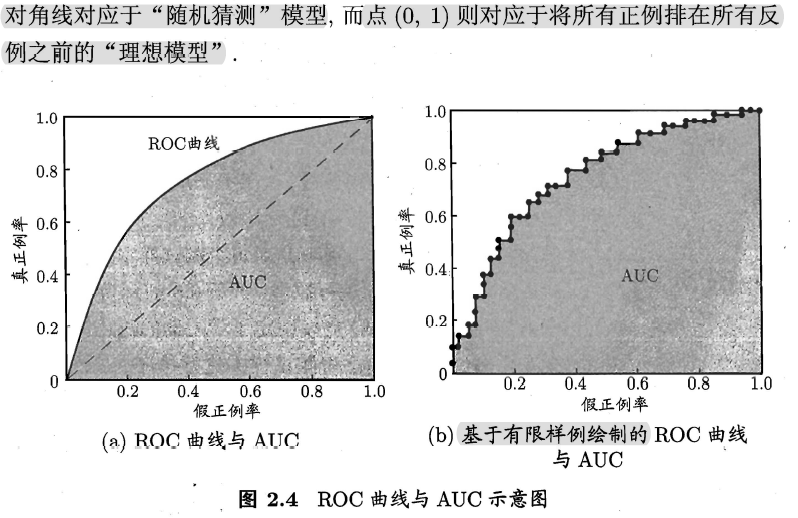 对角线对应于“随机猜测”模型, 而点 (0, 1) 则对应于将所有正例排在所有反
例之前的“理想模型”.
1.0
0.8
0.6
0.4
0.2
0
真正例率
ROC曲线
AUC
0.2 0.4 0.6 0.8 1.0
假正例率
(a) ROC 曲线与 AUC
1.0
0.8
0.6
0.4
0.2
0
真正例率
AUC
0.2 0.4 0.6 0.8 1.0
假正例率
(b) 基于有限样例绘制的 ROC 曲线
与 AUC
图 2.4 ROC 曲线与 AUC 示意图